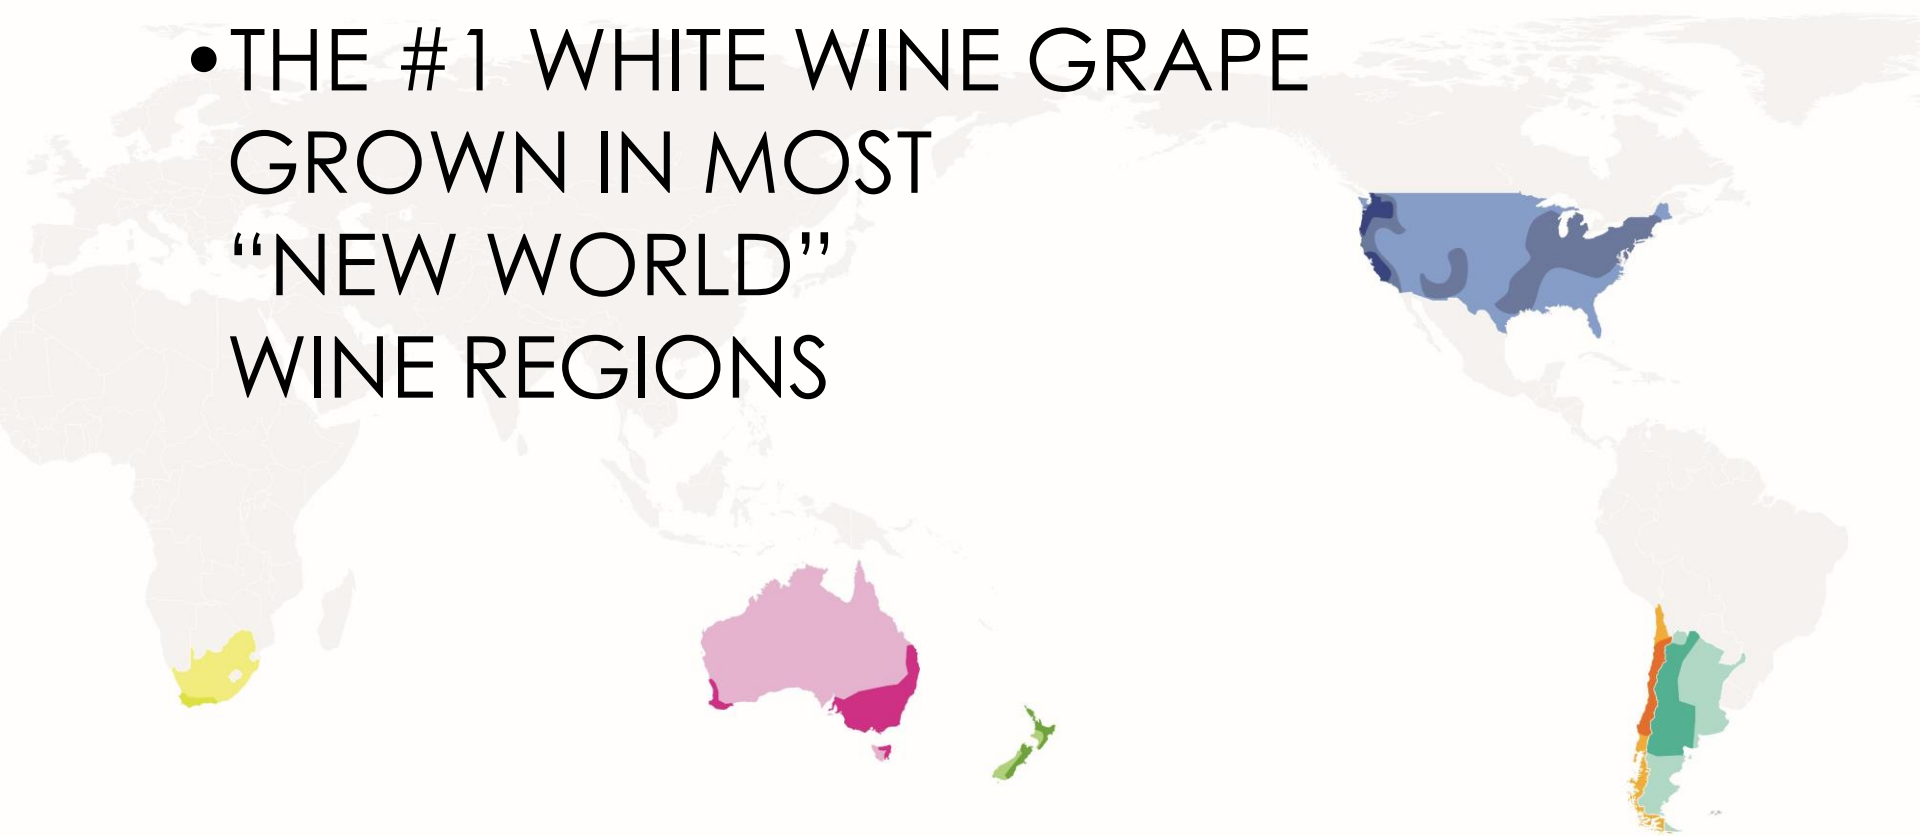 •THE #1 WHITE WINE GRAPE
GROWN IN MOST
“NEW WORLD”
WINE REGIONS